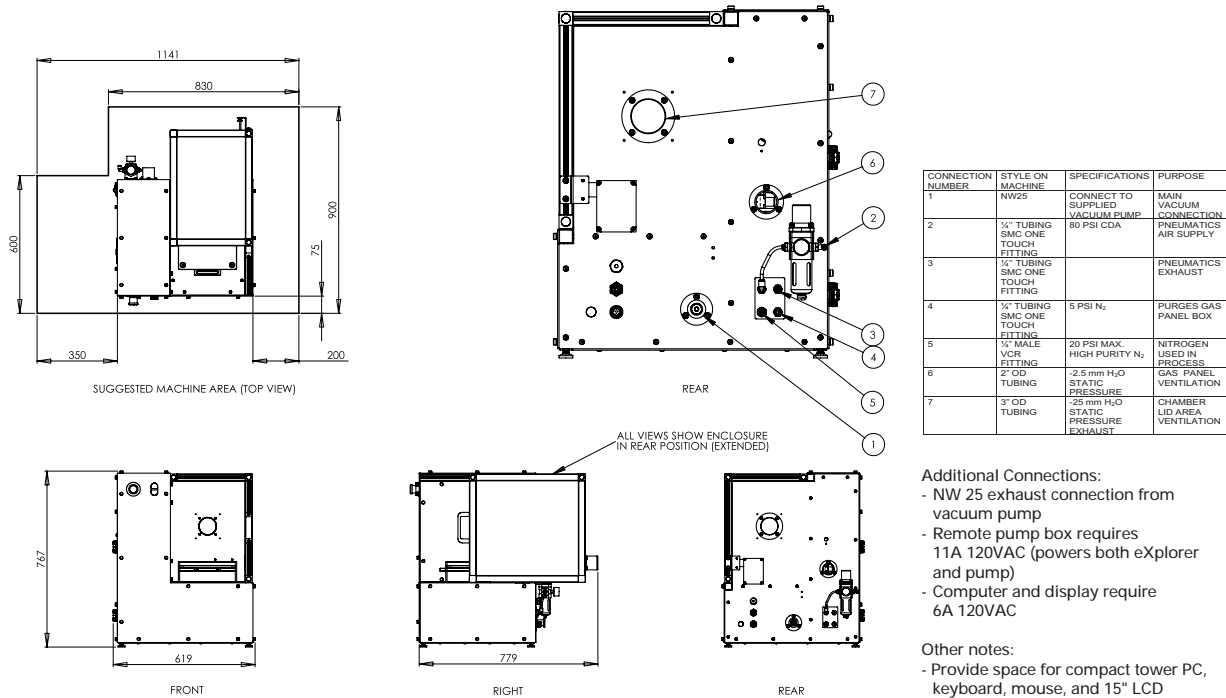 1141
830
600
900
75
350
200
SUGGESTED MACHINE AREA (TOP VIEW)
7
6
2
3
4
5
1
REAR
CONNECTION NUMBER STYLE ON MACHINE SPECIFICATIONS PURPOSE
1 NW25 CONNECT TO SUPPLIED VACUUM PUMP MAIN VACUUM CONNECTION
2 ¼" TUBING SMC ONE TOUCH FITTING 80 PSI CDA PNEUMATICS AIR SUPPLY
3 ¼" TUBING SMC ONE TOUCH FITTING PNEUMATICS EXHAUST
4 ¼" TUBING SMC ONE TOUCH FITTING 5 PSI N₂ PURGES GAS PANEL BOX
5 ¼" MALE VCR FITTING 20 PSI MAX. HIGH PURITY N₂ NITROGEN USED IN PROCESS
6 2" OD TUBING -2.5 mm H₂O STATIC PRESSURE GAS PANEL VENTILATION
7 3" OD TUBING -25 mm H₂O STATIC PRESSURE EXHAUST CHAMBER LID AREA VENTILATION
ALL VIEWS SHOW ENCLOSURE
IN REAR POSITION (EXTENDED)
767
619
FRONT
779
RIGHT
REAR
Additional Connections:
- NW 25 exhaust connection from
vacuum pump
- Remote pump box requires
11A 120VAC (powers both eXplorer
and pump)
- Computer and display require
6A 120VAC
Other notes:
- Provide space for compact tower PC,
keyboard, mouse, and 15" LCD